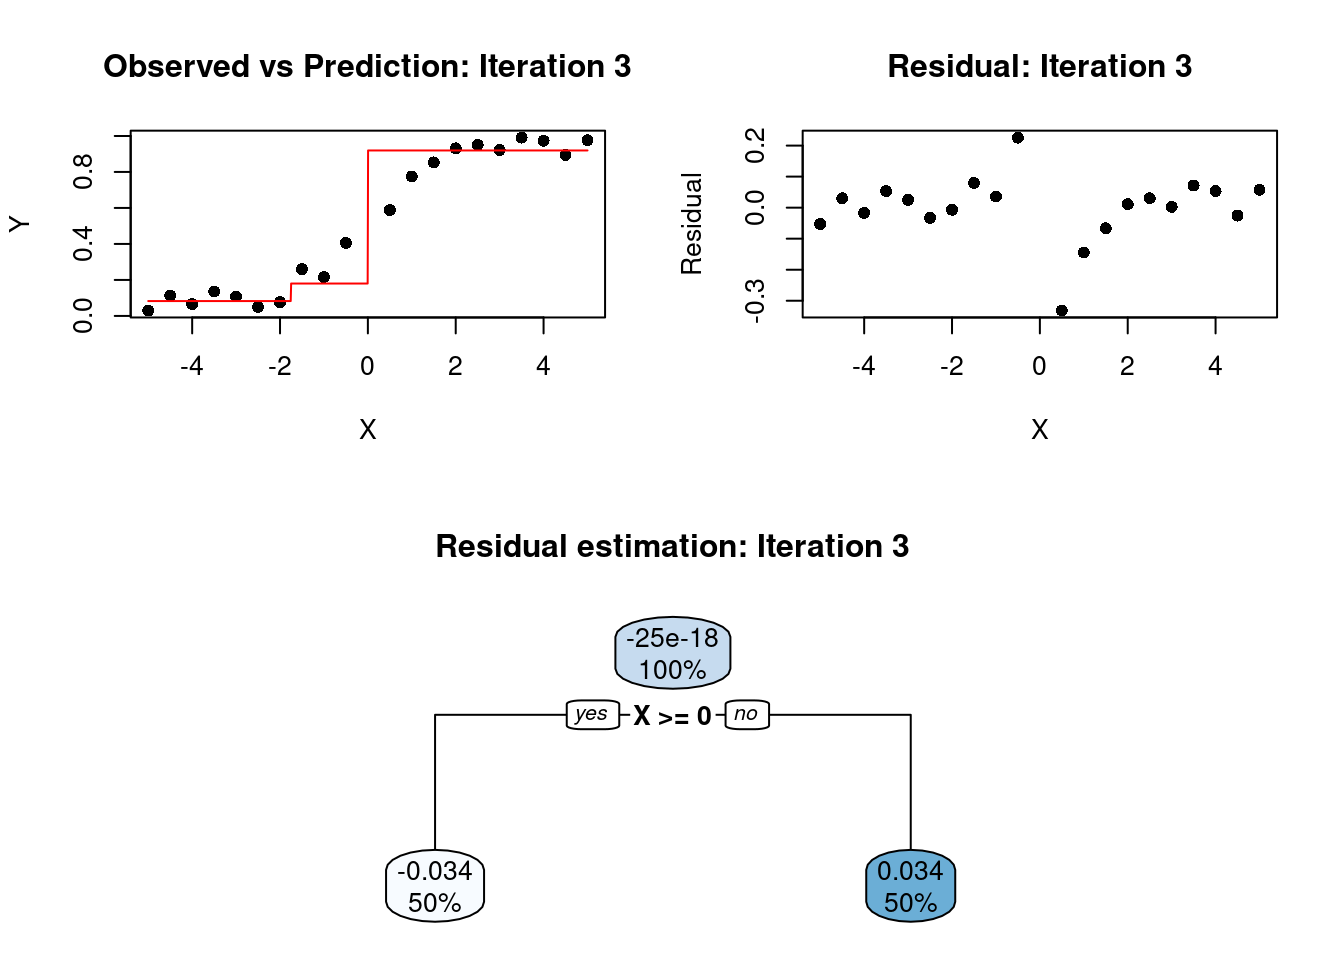 Observed vs Prediction: Iteration 3
Y
0.0
0.4
0.8
-4
-2
0
2
4
X
Residual: Iteration 3
Residual
-0.3
0.0
0.2
-4
-2
0
2
4
X
Residual estimation: Iteration 3
-25e-18
100%
yes X >= 0 no
-0.034
50%
0.034
50%